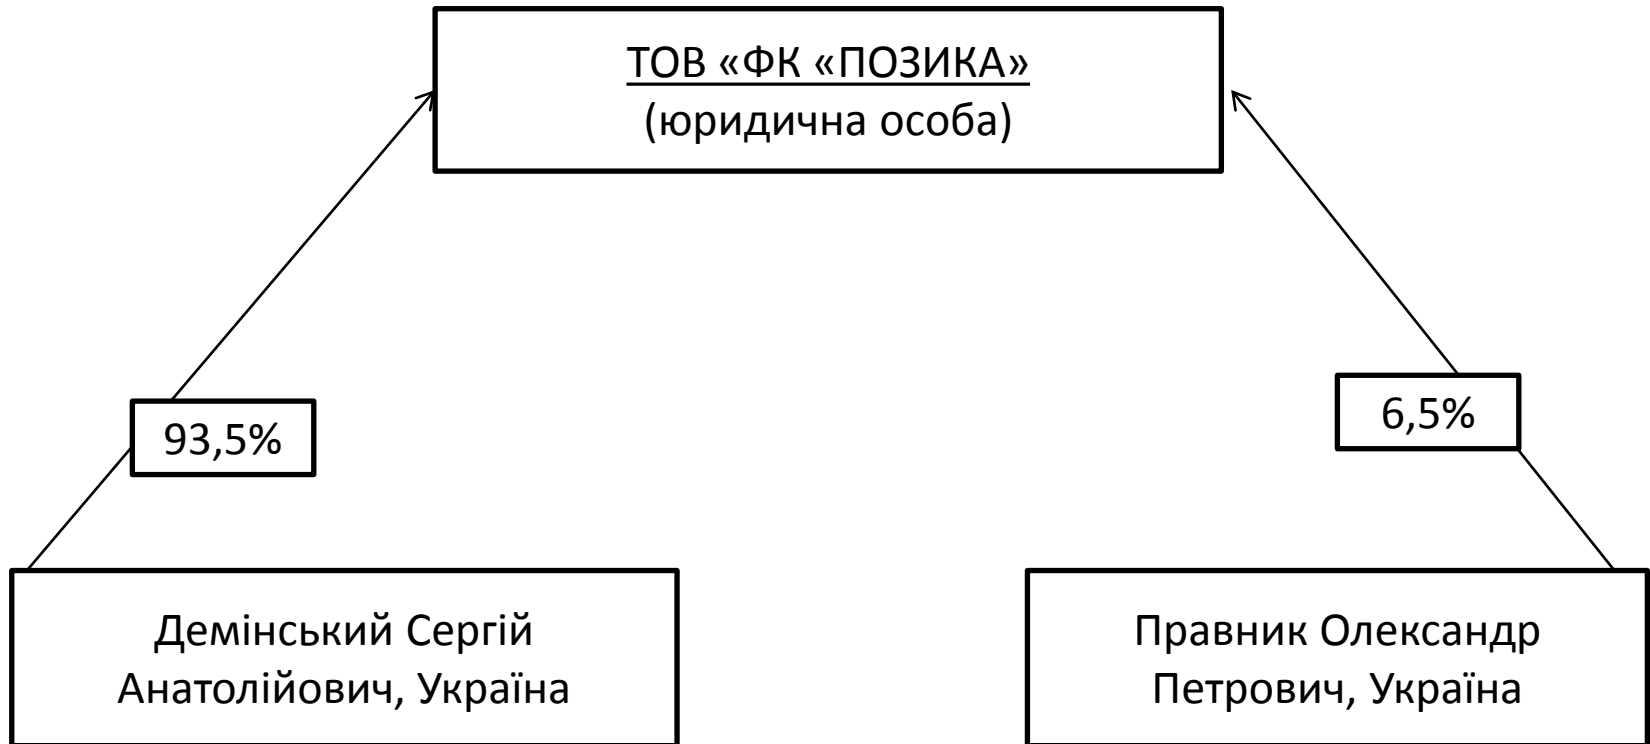 ТОВ «ФК «ПОЗИКА»
(юридична особа)
93,5%
6,5%
Демінський Сергій
Анатолійович, Україна
Правник Олександр
Петрович, Україна